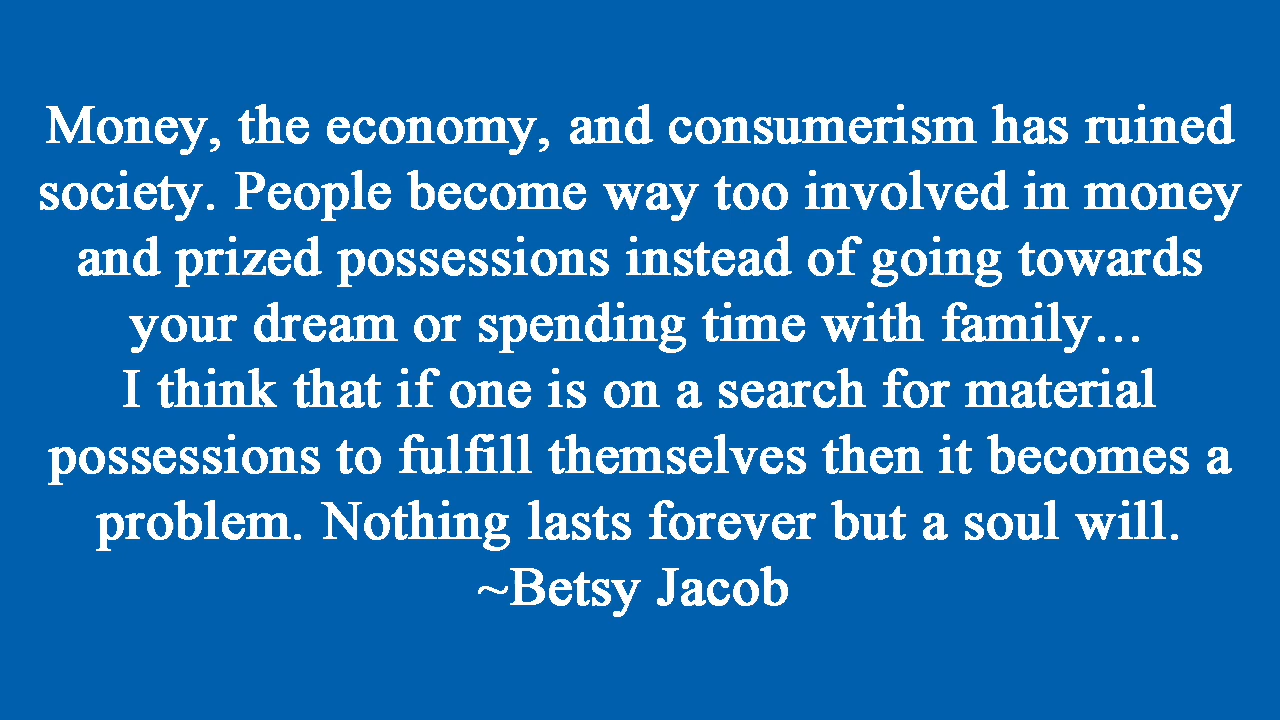 Money, the economy, and consumerism has ruined
society. People become way too involved in money
and prized possessions instead of going towards
your dream or spending time with family…
I think that if one is on a search for material
possessions to fulfill themselves then it becomes a
problem. Nothing lasts forever but a soul will.
~Betsy Jacob